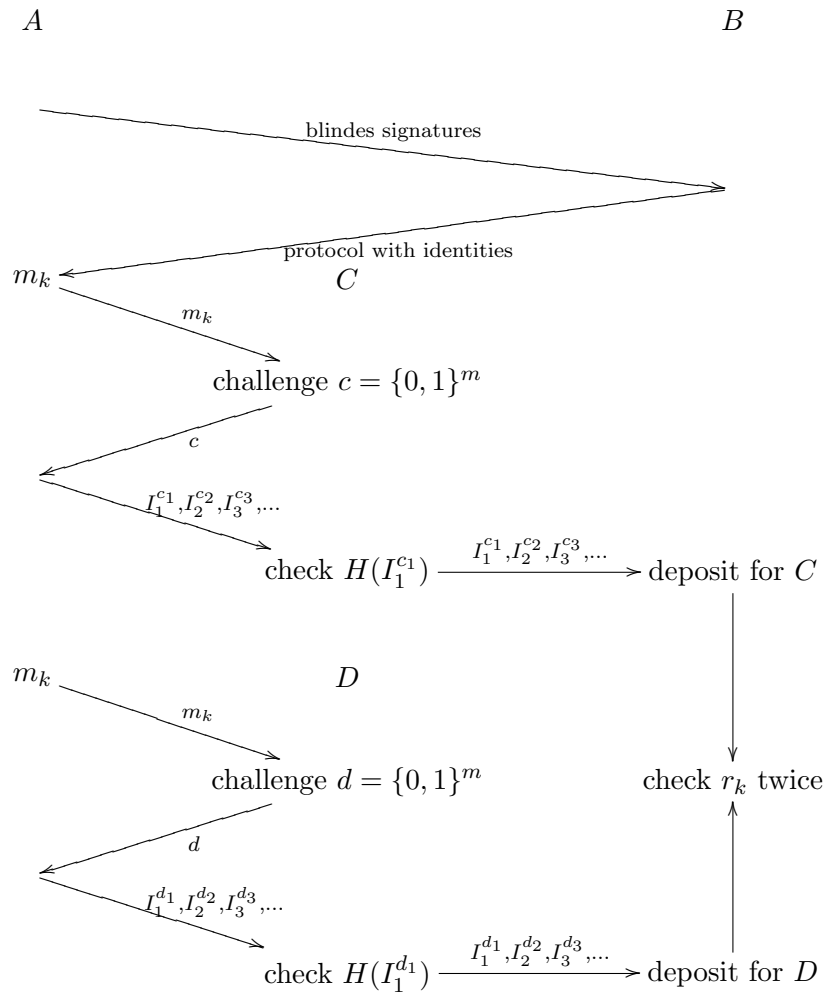 A B
blindes signatures
protocol with identities
m_k C
m_k
challenge c = {0, 1}^m
c
I_1^{c_1}, I_2^{c_2}, I_3^{c_3}, ...
check H(I_1^{c_1}) I_1^{c_1}, I_2^{c_2}, I_3^{c_3}, ... deposit for C
m_k D
m_k
challenge d = {0, 1}^m check r_k twice
d
I_1^{d_1}, I_2^{d_2}, I_3^{d_3}, ...
check H(I_1^{d_1}) I_1^{d_1}, I_2^{d_2}, I_3^{d_3}, ... deposit for D